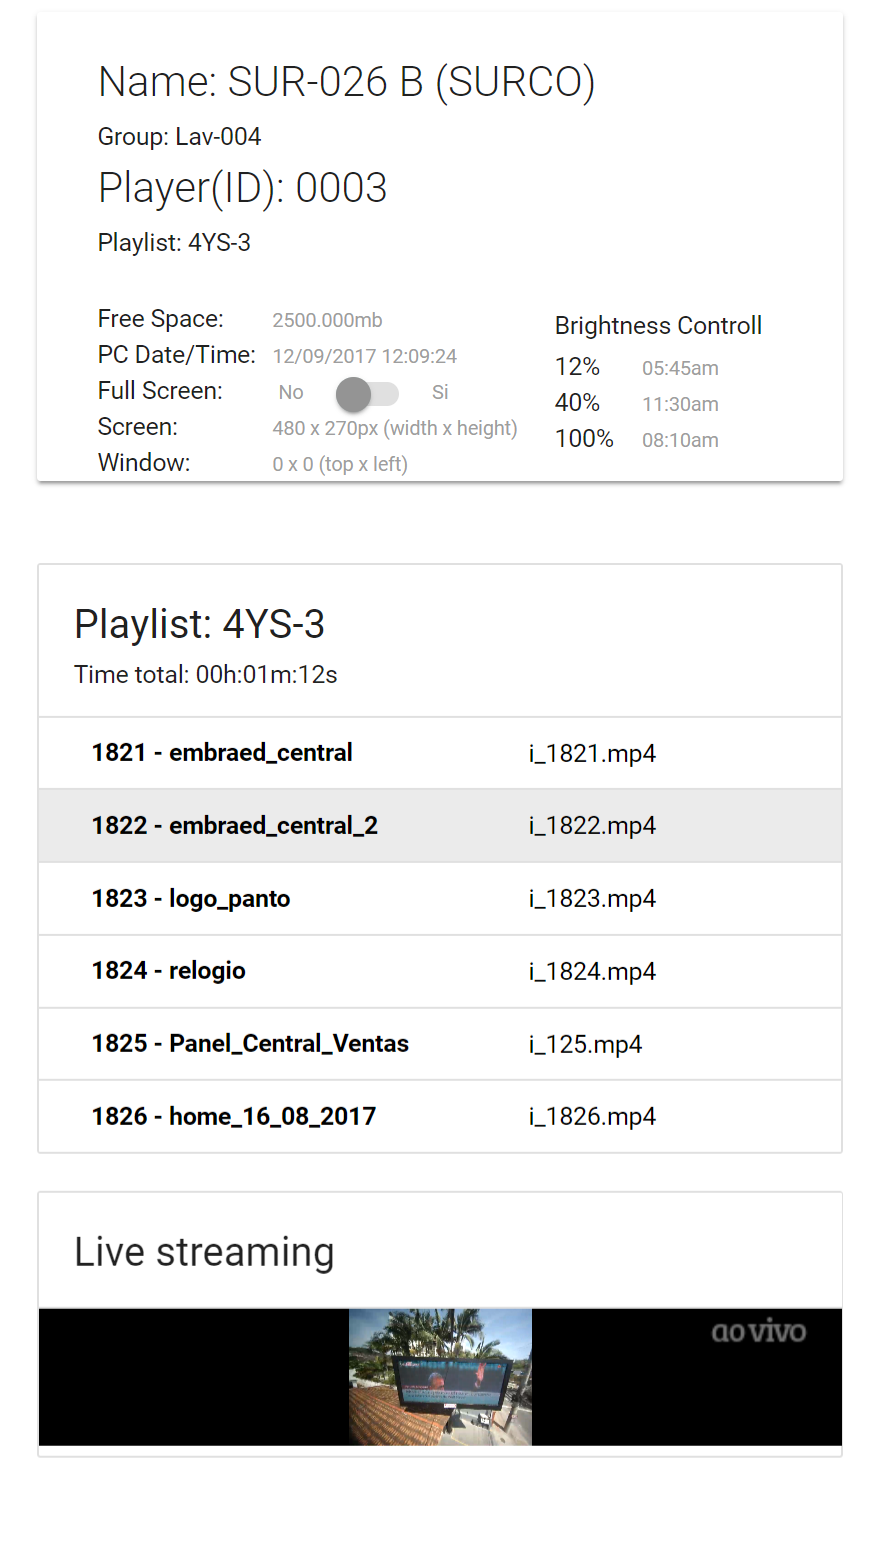 Name: SUR-026 B (SURCO)
Group: Lav-004
Player(ID): 0003
Playlist: 4YS-3
Free Space: 2500.000mb
PC Date/Time: 12/09/2017 12:09:24
Full Screen: No Si
Screen: 480 x 270px (width x height)
Window: 0 x 0 (top x left)
Brightness Controll
12% 05:45am
40% 11:30am
100% 08:10am
Playlist: 4YS-3
Time total: 00h:01m:12s
1821 - embraed_central i_1821.mp4
1822 - embraed_central_2 i_1822.mp4
1823 - logo_panto i_1823.mp4
1824 - relogio i_1824.mp4
1825 - Panel_Central_Ventas i_125.mp4
1826 - home_16_08_2017 i_1826.mp4
Live streaming
ao vivo